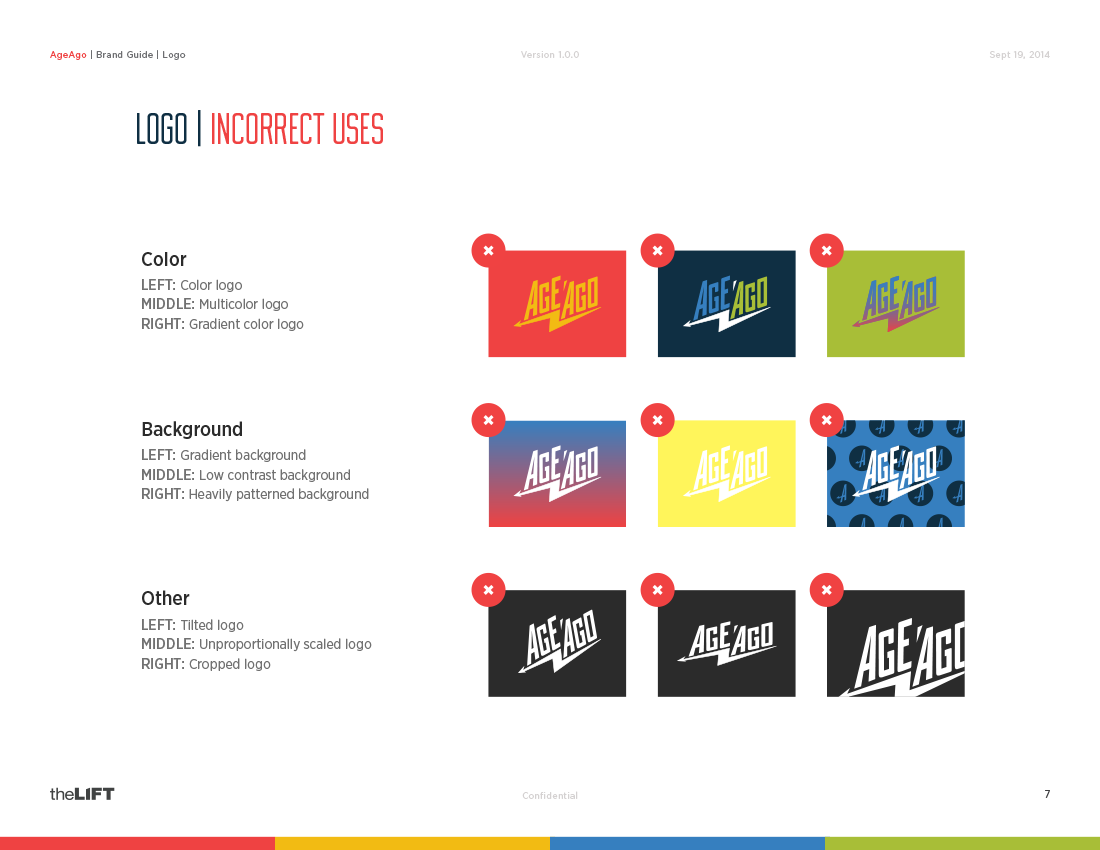 AgeAgo | Brand Guide | Logo
Version 1.0.0
Sept 19, 2014
LOGO | INCORRECT USES
Color
LEFT: Color logo
MIDDLE: Multicolor logo
RIGHT: Gradient color logo
AGE'AGO
AGE'AGO
AGE'AGO
Background
LEFT: Gradient background
MIDDLE: Low contrast background
RIGHT: Heavily patterned background
AGE'AGO
AGE'AGO
AGE'AGO
Other
LEFT: Tilted logo
MIDDLE: Unproportionally scaled logo
RIGHT: Cropped logo
AGE'AGO
AGE'AGO
AGE'AGO
theLIFT
Confidential
7